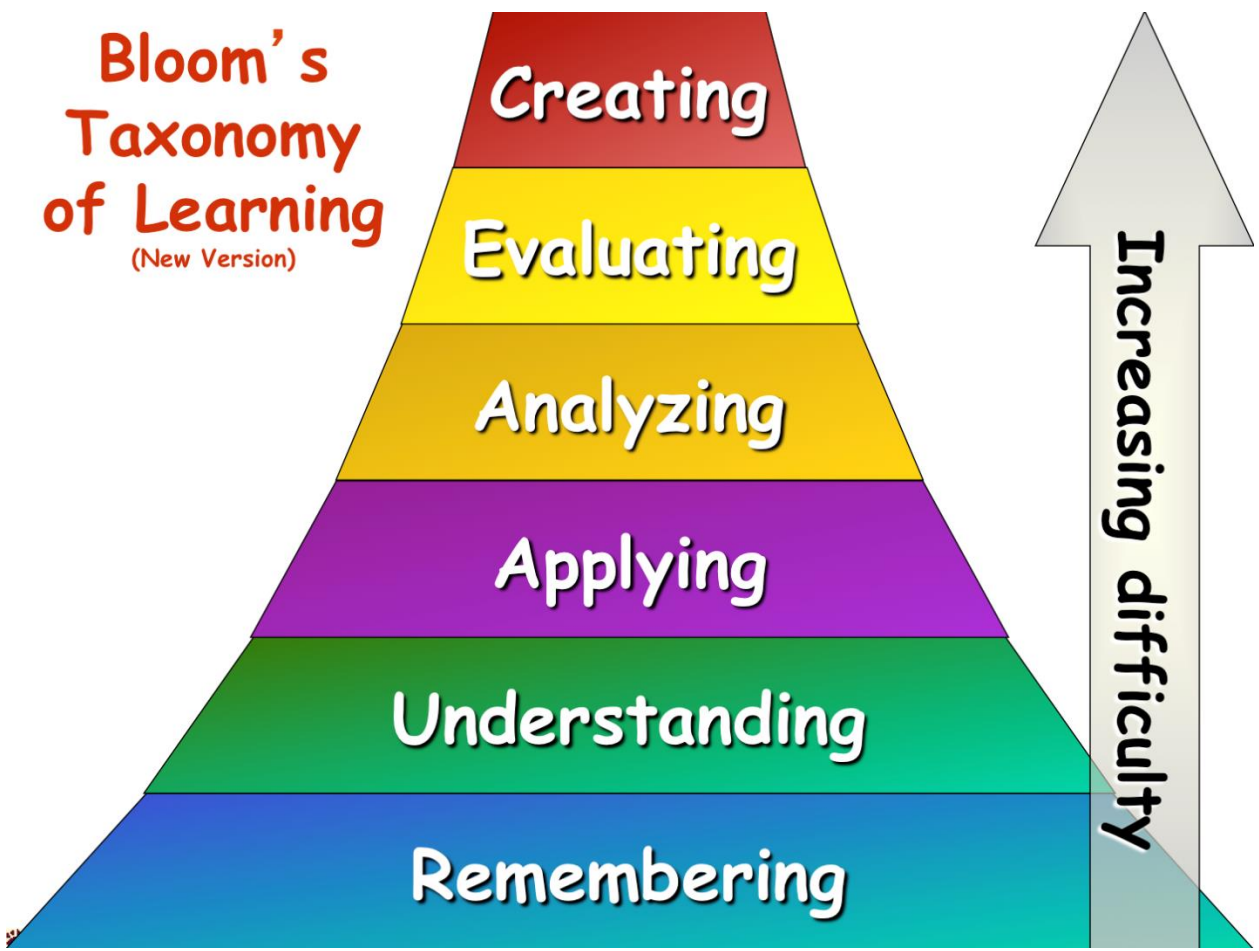 Bloom's
Taxonomy
of Learning
(New Version)
Creating
Evaluating
Analyzing
Applying
Understanding
Remembering
Increasing difficulty